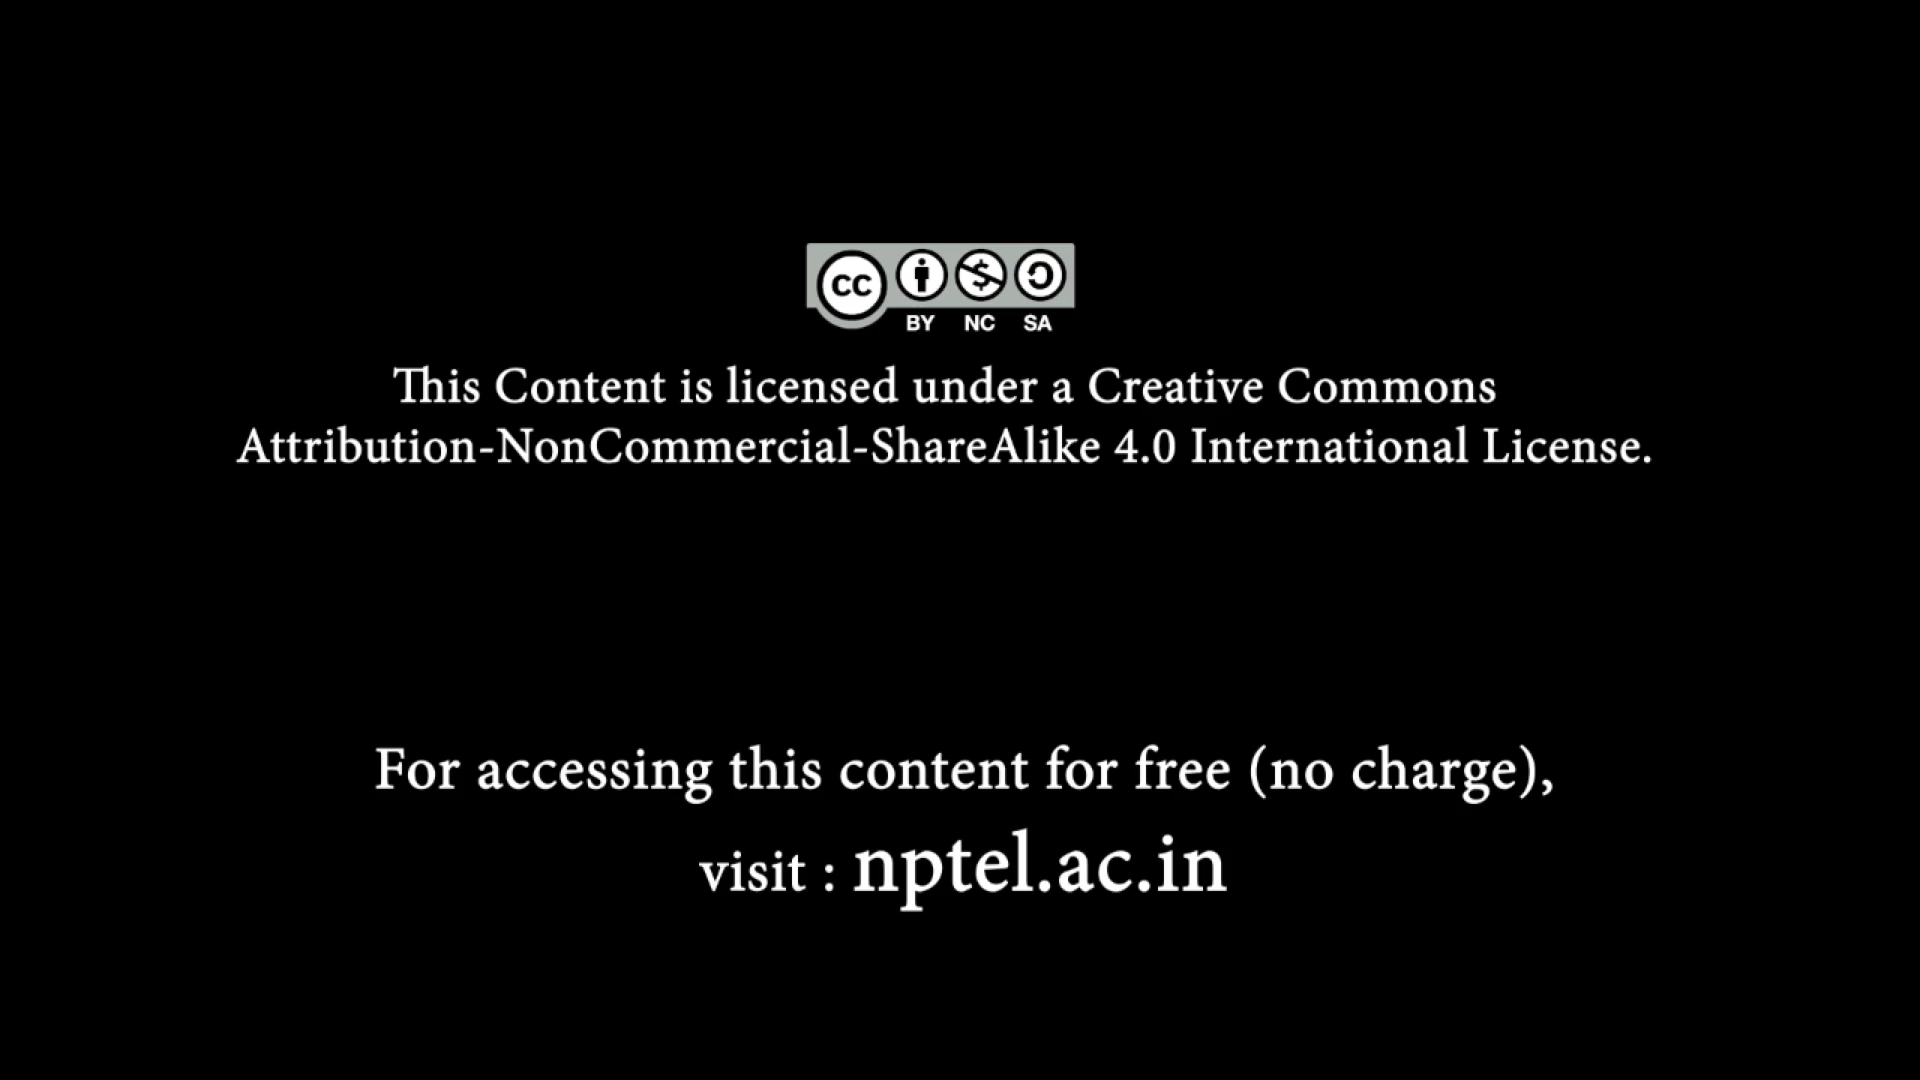 cc
BY NC SA
This Content is licensed under a Creative Commons
Attribution-NonCommercial-ShareAlike 4.0 International License.
For accessing this content for free (no charge),
visit : nptel.ac.in